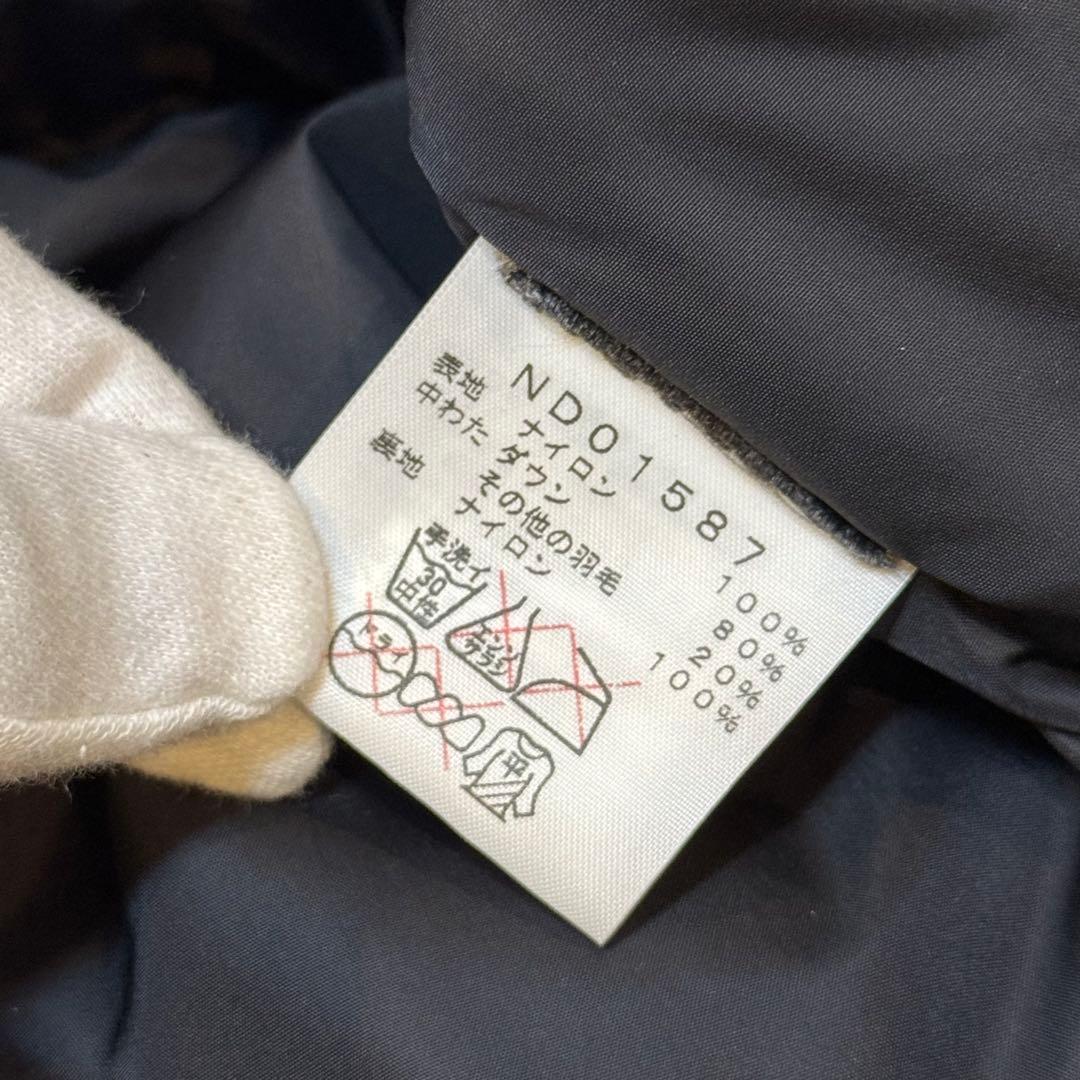 ND01587
表地 ナイロン 100%
中わた ダウン 80%
その他の羽毛 20%
裏地 ナイロン 100%
手洗イ
30
中性
エンソ
サラシ
ドライ
平